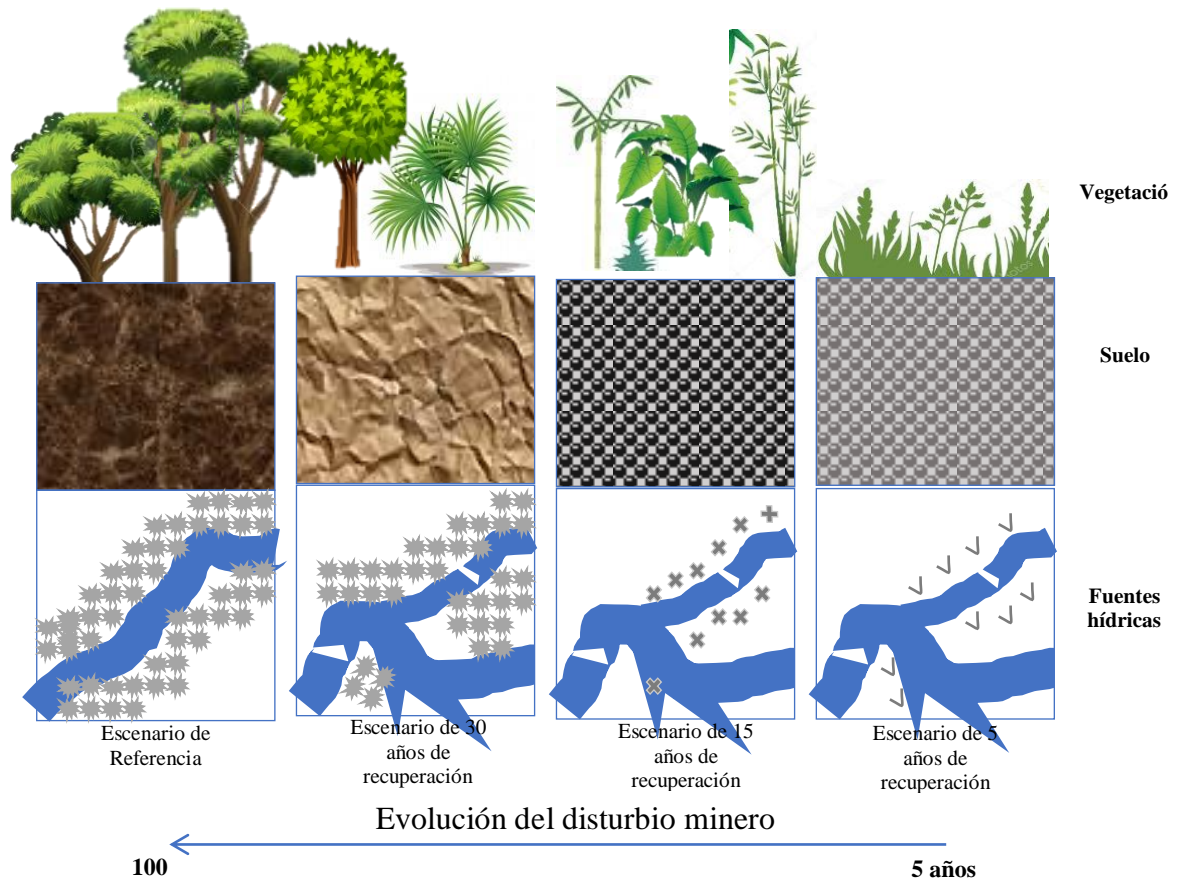 Vegetació
Suelo
Fuentes
hídricas
Escenario de
Referencia
Escenario de 30
años de
recuperación
Escenario de 15
años de
recuperación
Escenario de 5
años de
recuperación
Evolución del disturbio minero
100
5 años